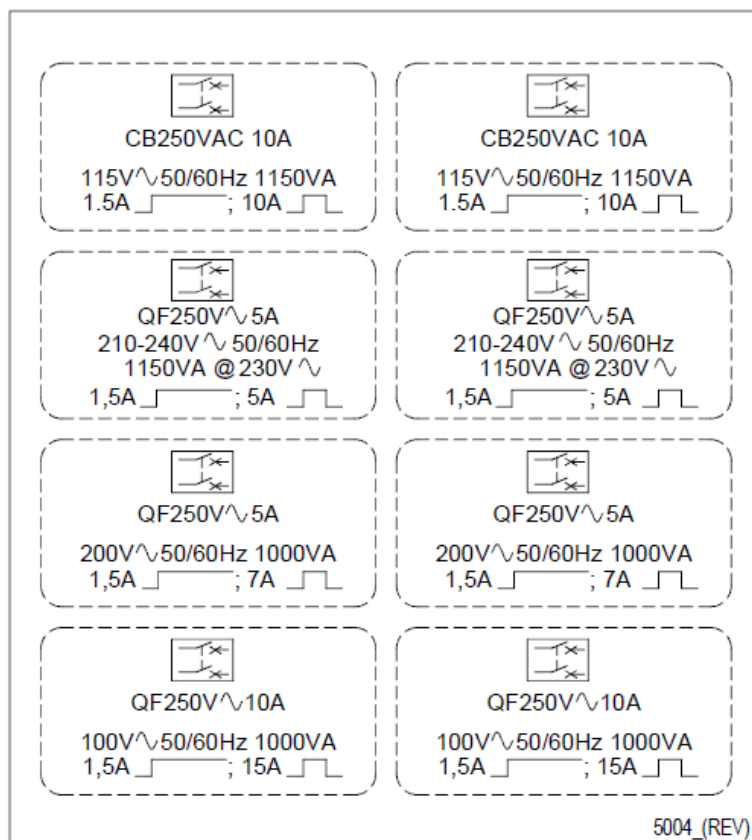 CB250VAC 10A
115V∿50/60Hz 1150VA
1.5A ; 10A
CB250VAC 10A
115V∿50/60Hz 1150VA
1.5A ; 10A
QF250V∿5A
210-240V∿50/60Hz
1150VA @230V∿
1,5A ; 5A
QF250V∿5A
210-240V∿50/60Hz
1150VA @230V∿
1,5A ; 5A
QF250V∿5A
200V∿50/60Hz 1000VA
1,5A ; 7A
QF250V∿5A
200V∿50/60Hz 1000VA
1,5A ; 7A
QF250V∿10A
100V∿50/60Hz 1000VA
1,5A ; 15A
QF250V∿10A
100V∿50/60Hz 1000VA
1,5A ; 15A
5004_(REV)